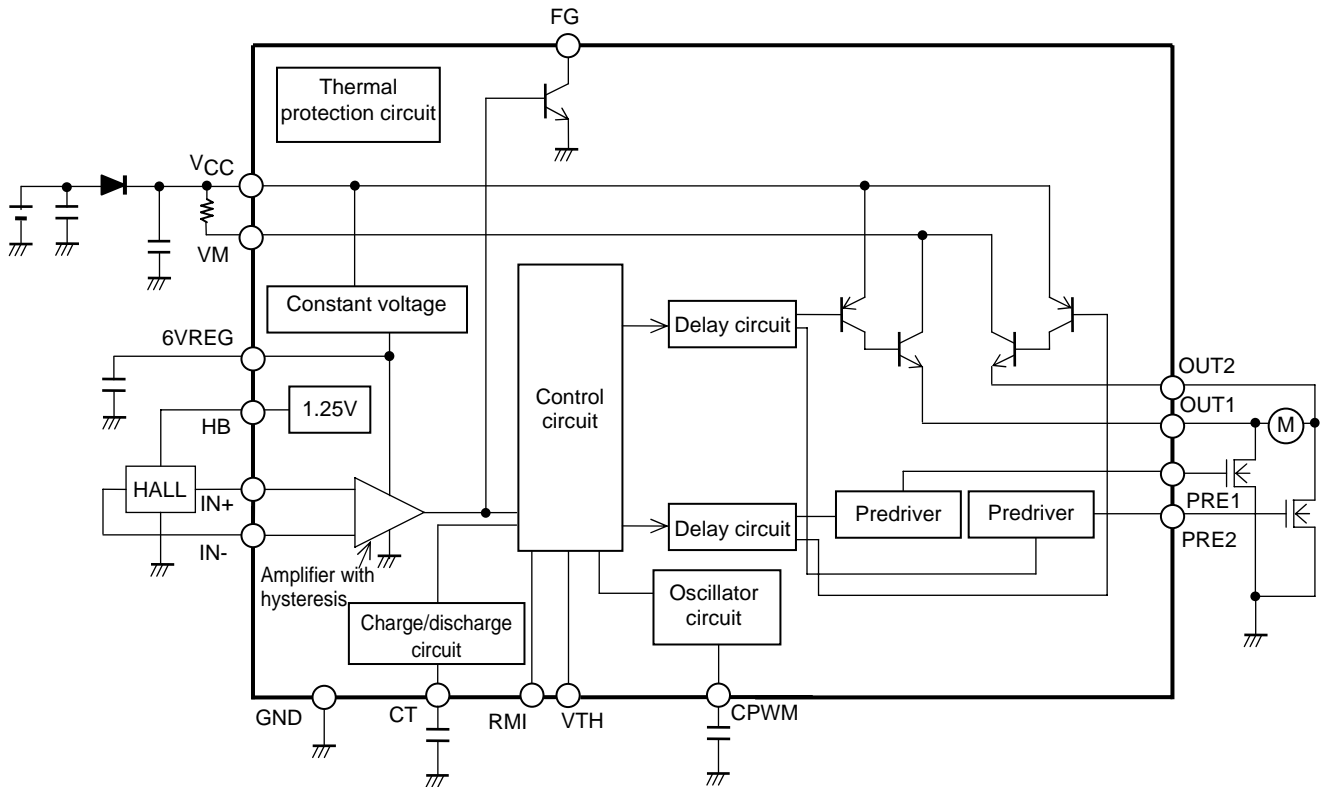 FG
Thermal
protection circuit
VCC
VM
Constant voltage
6VREG
Delay circuit
Control
circuit
OUT2
OUT1
M
1.25V
HB
HALL
IN+
IN-
Delay circuit
Predriver
Predriver
PRE1
PRE2
Amplifier with
hysteresis
Oscillator
circuit
Charge/discharge
circuit
GND
CT
RMI
VTH
CPWM